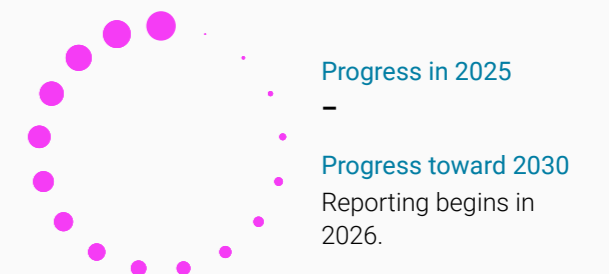 Progress in 2025
–
Progress toward 2030
Reporting begins in
2026.